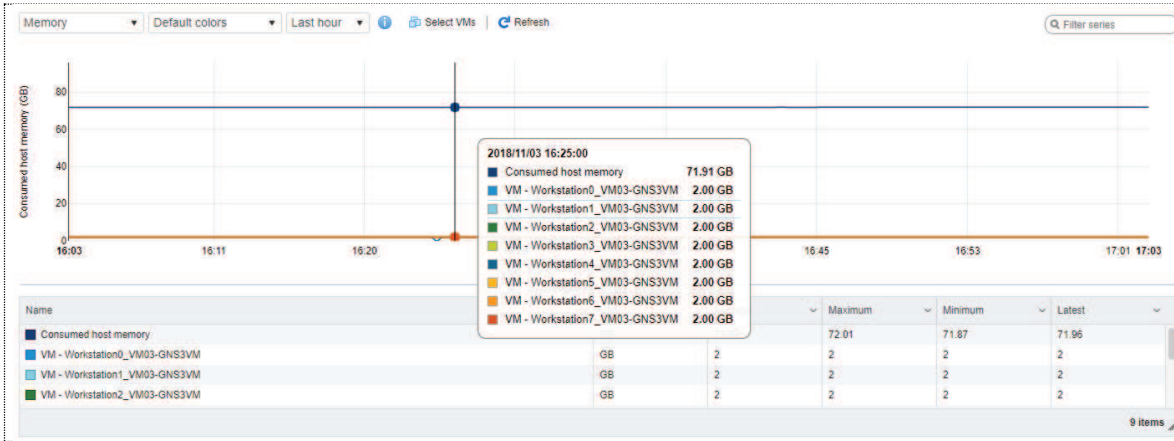 Memory Default colors Last hour Select VMs Refresh Filter series
Consumed host memory (GB)
80
60
40
20
0
16:03 16:11 16:20 16:45 16:53 17:01 17:03
2018/11/03 16:25:00
Consumed host memory 71.91 GB
VM - Workstation0_VM03-GNS3VM 2.00 GB
VM - Workstation1_VM03-GNS3VM 2.00 GB
VM - Workstation2_VM03-GNS3VM 2.00 GB
VM - Workstation3_VM03-GNS3VM 2.00 GB
VM - Workstation4_VM03-GNS3VM 2.00 GB
VM - Workstation5_VM03-GNS3VM 2.00 GB
VM - Workstation6_VM03-GNS3VM 2.00 GB
VM - Workstation7_VM03-GNS3VM 2.00 GB
Name Maximum Minimum Latest
Consumed host memory 72.01 71.87 71.96
VM - Workstation0_VM03-GNS3VM GB 2 2 2 2
VM - Workstation1_VM03-GNS3VM GB 2 2 2 2
VM - Workstation2_VM03-GNS3VM GB 2 2 2 2
9 items